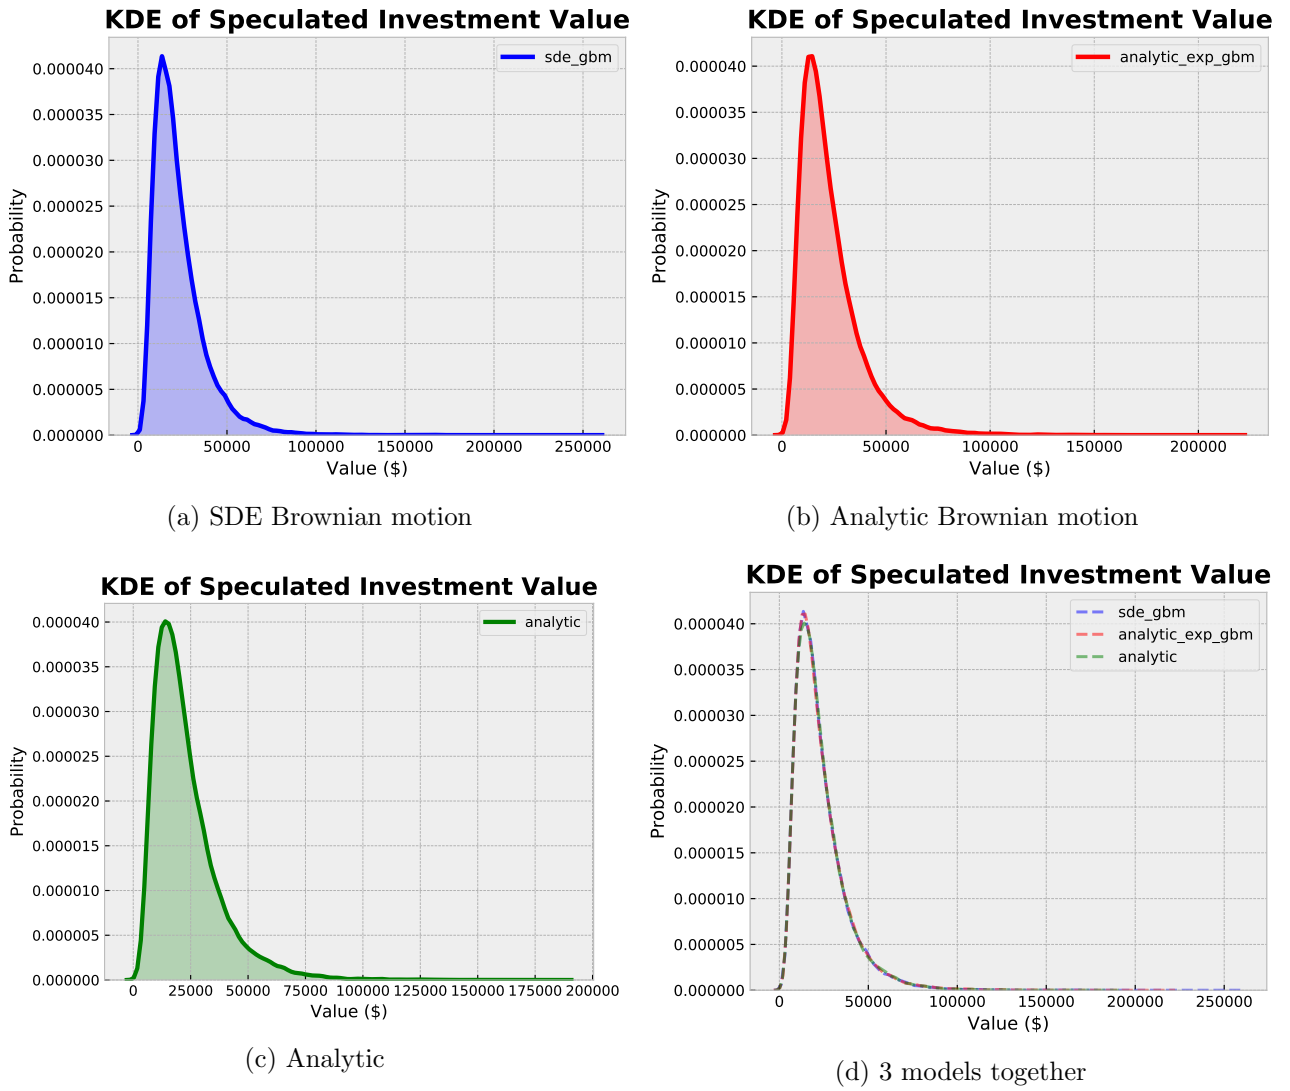 KDE of Speculated Investment Value
sde_gbm
0.000040
0.000035
0.000030
0.000025
0.000020
0.000015
0.000010
0.000005
0.000000
Probability
0 50000 100000 150000 200000 250000
Value ($)
(a) SDE Brownian motion
KDE of Speculated Investment Value
analytic_exp_gbm
0.000040
0.000035
0.000030
0.000025
0.000020
0.000015
0.000010
0.000005
0.000000
Probability
0 50000 100000 150000 200000
Value ($)
(b) Analytic Brownian motion
KDE of Speculated Investment Value
analytic
0.000040
0.000035
0.000030
0.000025
0.000020
0.000015
0.000010
0.000005
0.000000
Probability
0 25000 50000 75000 100000 125000 150000 175000 200000
Value ($)
(c) Analytic
KDE of Speculated Investment Value
sde_gbm
analytic_exp_gbm
analytic
0.000040
0.000035
0.000030
0.000025
0.000020
0.000015
0.000010
0.000005
0.000000
Probability
0 50000 100000 150000 200000 250000
Value ($)
(d) 3 models together